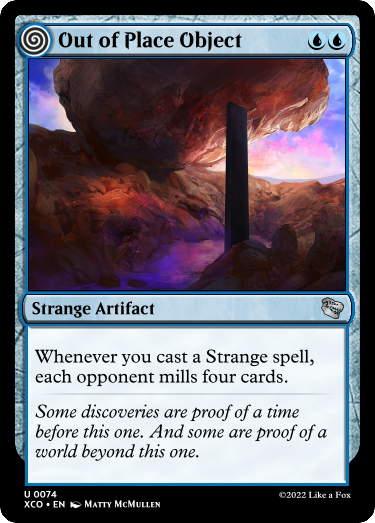 Out of Place Object
Strange Artifact
Whenever you cast a Strange spell,
each opponent mills four cards.
Some discoveries are proof of a time
before this one. And some are proof of a
world beyond this one.
U 0074
XCO • EN Matty McMullen
©2022 Like a Fox